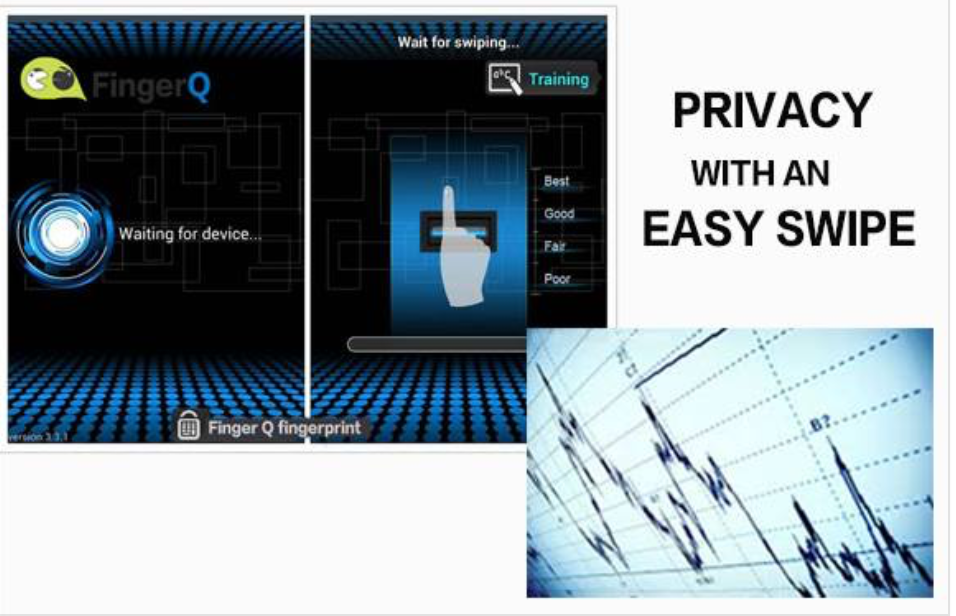 FingerQ
Waiting for device...
version 3.3.1
Wait for swiping...
Training
Best
Good
Fair
Poor
Finger Q fingerprint
PRIVACY
WITH AN
EASY SWIPE
B?